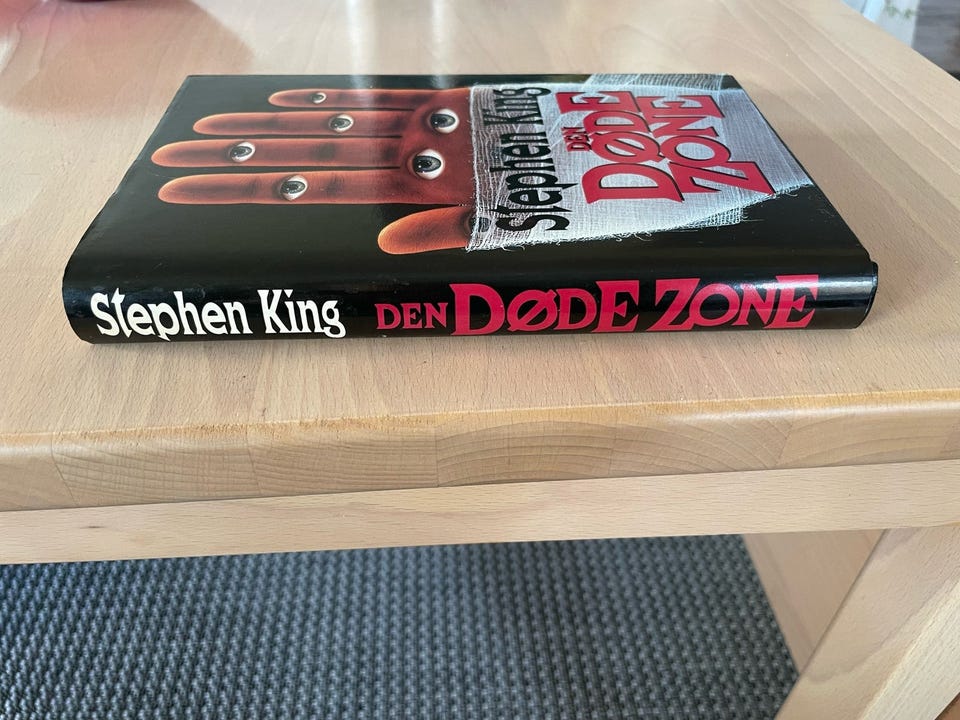 Stephen King
DEN
DØDE
ZONE
Stephen King DEN DØDE ZONE